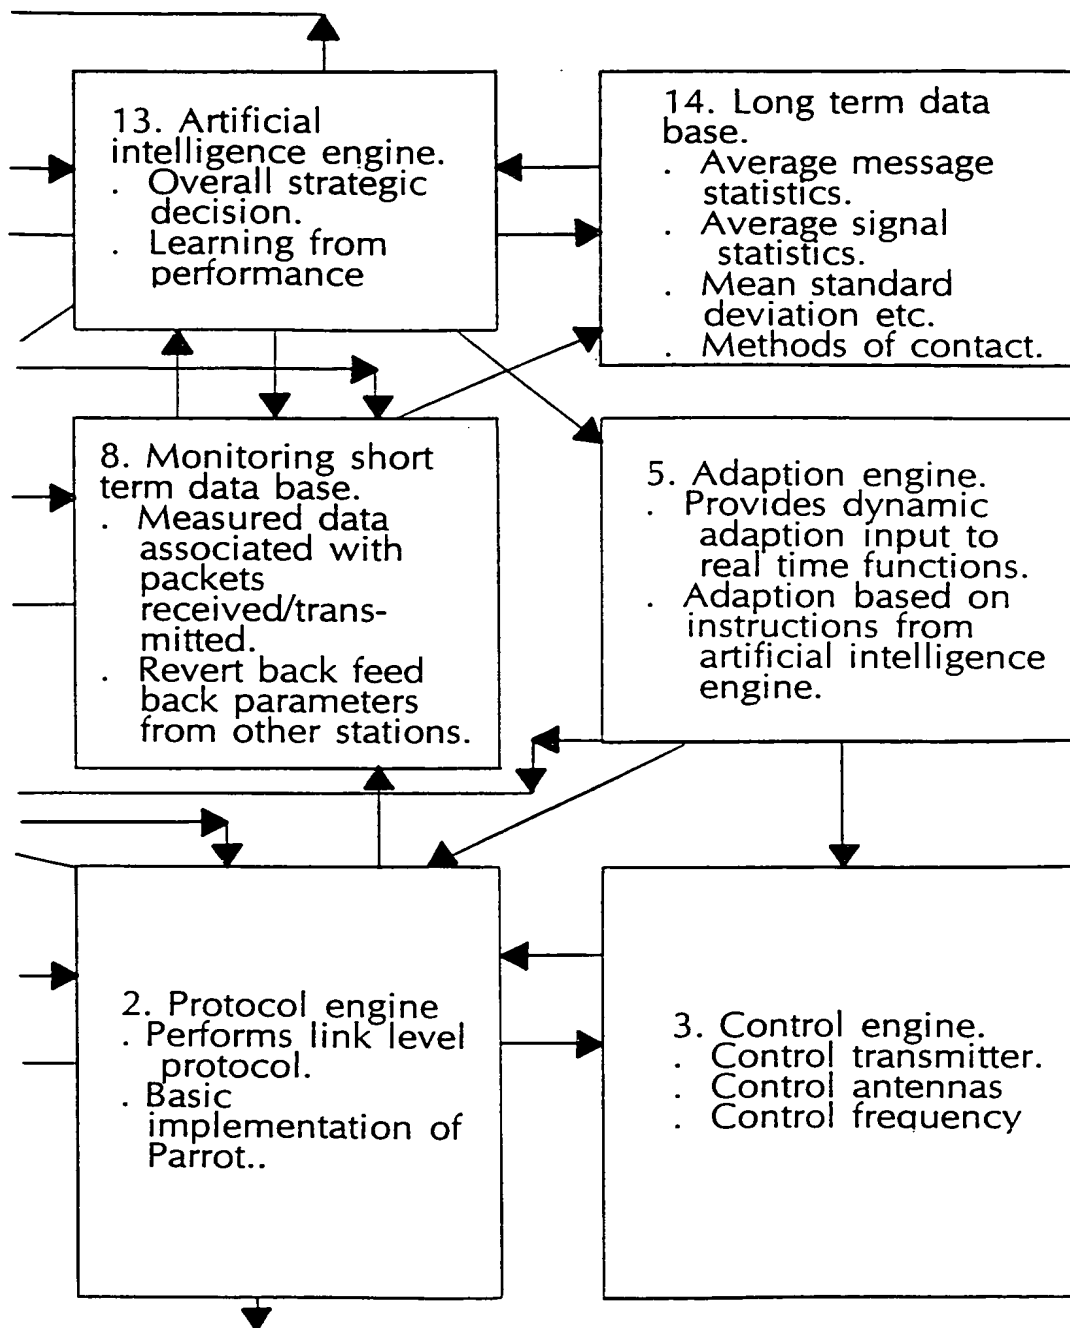 13. Artificial
intelligence engine.
. Overall strategic
decision.
. Learning from
performance
14. Long term data
base.
. Average message
statistics.
. Average signal
statistics.
. Mean standard
deviation etc.
. Methods of contact.
8. Monitoring short
term data base.
. Measured data
associated with
packets
received/trans-
mitted.
. Revert back feed
back parameters
from other stations.
5. Adaption engine.
. Provides dynamic
adaption input to
real time functions.
. Adaption based on
instructions from
artificial intelligence
engine.
2. Protocol engine
. Performs link level
protocol.
. Basic
implementation of
Parrot..
3. Control engine.
. Control transmitter.
. Control antennas
. Control frequency